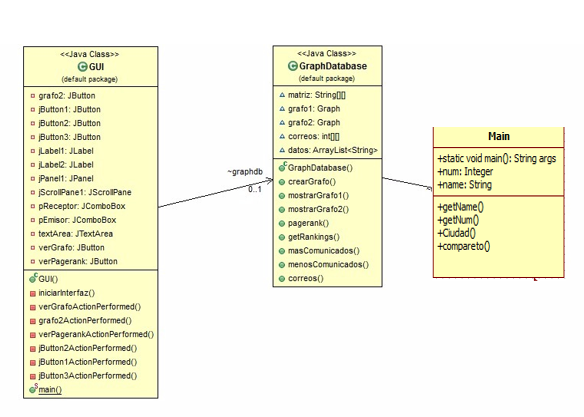 <<Java Class>>
GUI
(default package)
grafo2: JButton
jButton1: JButton
jButton2: JButton
jButton3: JButton
jLabel1: JLabel
jLabel2: JLabel
jPanel1: JPanel
jScrollPane1: JScrollPane
pReceptor: JComboBox
pEmisor: JComboBox
textArea: JTextArea
verGrafo: JButton
verPagerank: JButton
GUI()
iniciarInterfaz()
verGrafoActionPerformed()
grafo2ActionPerformed()
verPagerankActionPerformed()
jButton2ActionPerformed()
jButton1ActionPerformed()
jButton3ActionPerformed()
main()
~graphdb
0..1
<<Java Class>>
GraphDatabase
(default package)
matriz: String[][]
grafo1: Graph
grafo2: Graph
correos: int[][]
datos: ArrayList<String>
GraphDatabase()
crearGrafo()
mostrarGrafo1()
mostrarGrafo2()
pagerank()
getRankings()
masComunicados()
menosComunicados()
correos()
Main
+static void main(): String args
+num: Integer
+name: String
+getName()
+getNum()
+Ciudad()
+compareto()